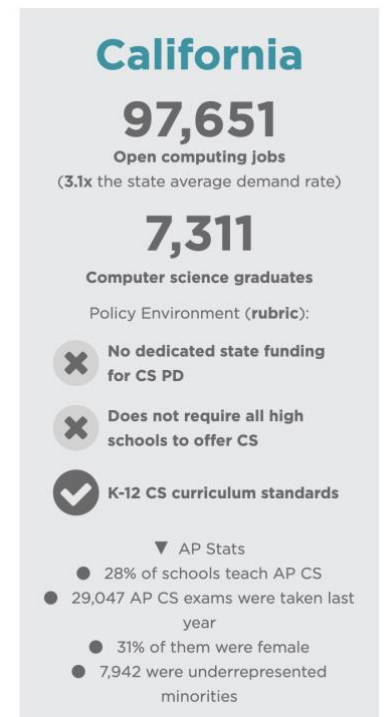 California
97,651
Open computing jobs
(3.1x the state average demand rate)
7,311
Computer science graduates
Policy Environment (rubric):
No dedicated state funding
for CS PD
Does not require all high
schools to offer CS
K-12 CS curriculum standards
▼ AP Stats
● 28% of schools teach AP CS
● 29,047 AP CS exams were taken last
year
● 31% of them were female
● 7,942 were underrepresented
minorities